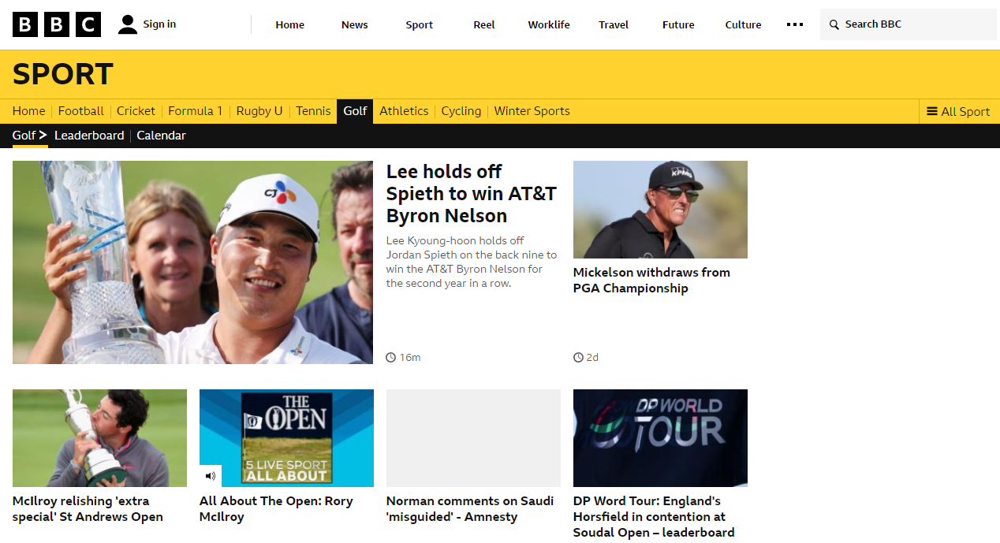 BBC
Sign in
Home
News
Sport
Reel
Worklife
Travel
Future
Culture
Search BBC
SPORT
Home
Football
Cricket
Formula 1
Rugby U
Tennis
Golf
Athletics
Cycling
Winter Sports
All Sport
Golf
Leaderboard
Calendar
CJ
Lee holds off
Spieth to win AT&T
Byron Nelson
Lee Kyoung-hoon holds off
Jordan Spieth on the back nine to
win the AT&T Byron Nelson for
the second year in a row.
16m
KPMG
Mickelson withdraws from
PGA Championship
2d
McIlroy relishing 'extra
special' St Andrews Open
THE
OPEN
5 LIVE SPORT
ALL ABOUT
All About The Open: Rory
McIlroy
Norman comments on Saudi
'misguided' - Amnesty
DP WORLD
TOUR
DP Word Tour: England's
Horsfield in contention at
Soudal Open – leaderboard